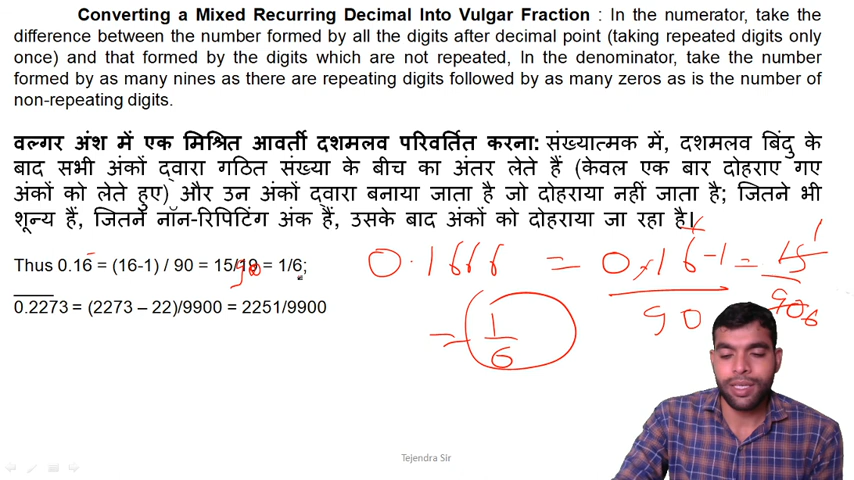 Converting a Mixed Recurring Decimal Into Vulgar Fraction : In the numerator, take the
difference between the number formed by all the digits after decimal point (taking repeated digits only
once) and that formed by the digits which are not repeated, In the denominator, take the number
formed by as many nines as there are repeating digits followed by as many zeros as is the number of
non-repeating digits.
वल्गर अंश में एक मिश्रित आवर्ती दशमलव परिवर्तित करना: संख्यात्मक में, दशमलव बिंदु के
बाद सभी अंकों द्वारा गठित संख्या के बीच का अंतर लेते हैं (केवल एक बार दोहराए गए
अंकों को लेते हुए) और उन अंकों द्वारा बनाया जाता है जो दोहराया नहीं जाता है; जितने भी
शून्य हैं, जितने नॉन-रिपिटिंग अंक हैं, उसके बाद अंकों को दोहराया जा रहा है।
Thus 0.16 = (16-1) / 90 = 15/19 = 1/6;
90
0.1666 = 0.16-1 = 15 1
90 90 6
0.2273 = (2273 – 22)/9900 = 2251/9900
= 1
6
Tejendra Sir